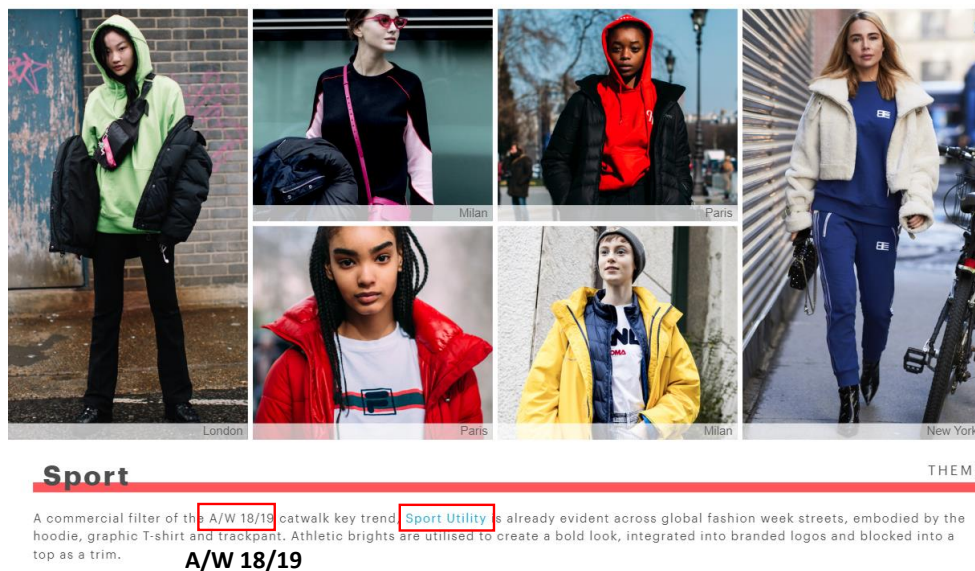 Milan
Paris
London
Paris
Milan
New York
Sport
THEM
A commercial filter of the A/W 18/19 catwalk key trend, Sport Utility is already evident across global fashion week streets, embodied by the
hoodie, graphic T-shirt and trackpant. Athletic brights are utilised to create a bold look, integrated into branded logos and blocked into a
top as a trim.
A/W 18/19